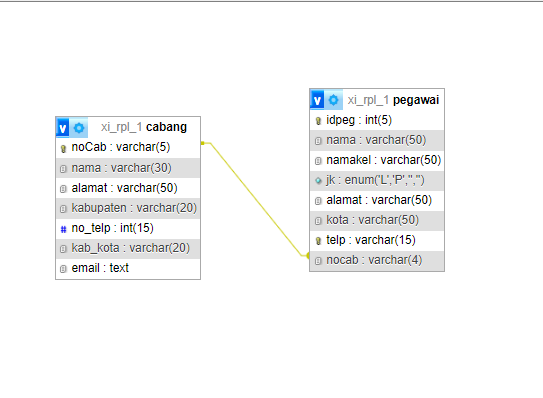 xi_rpl_1 cabang
noCab : varchar(5)
nama : varchar(30)
alamat : varchar(50)
kabupaten : varchar(20)
no_telp : int(15)
kab_kota : varchar(20)
email : text
xi_rpl_1 pegawai
idpeg : int(5)
nama : varchar(50)
namakel : varchar(50)
jk : enum('L','P','','')
alamat : varchar(50)
kota : varchar(50)
telp : varchar(15)
nocab : varchar(4)